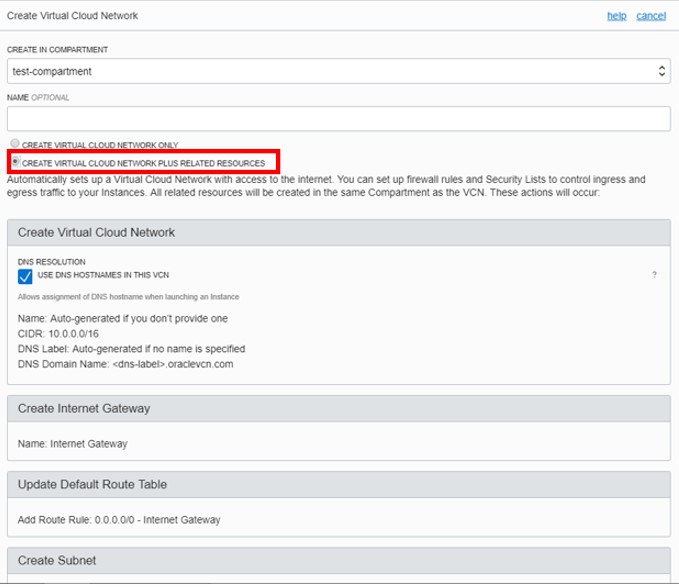 Create Virtual Cloud Network
help cancel
CREATE IN COMPARTMENT
test-compartment
NAME OPTIONAL
CREATE VIRTUAL CLOUD NETWORK ONLY
CREATE VIRTUAL CLOUD NETWORK PLUS RELATED RESOURCES
Automatically sets up a Virtual Cloud Network with access to the internet. You can set up firewall rules and Security Lists to control ingress and
egress traffic to your Instances. All related resources will be created in the same Compartment as the VCN. These actions will occur:
Create Virtual Cloud Network
DNS RESOLUTION
USE DNS HOSTNAMES IN THIS VCN ?
Allows assignment of DNS hostname when launching an Instance
Name: Auto-generated if you don't provide one
CIDR: 10.0.0.0/16
DNS Label: Auto-generated if no name is specified
DNS Domain Name: <dns-label>.oraclevcn.com
Create Internet Gateway
Name: Internet Gateway
Update Default Route Table
Add Route Rule: 0.0.0.0/0 - Internet Gateway
Create Subnet